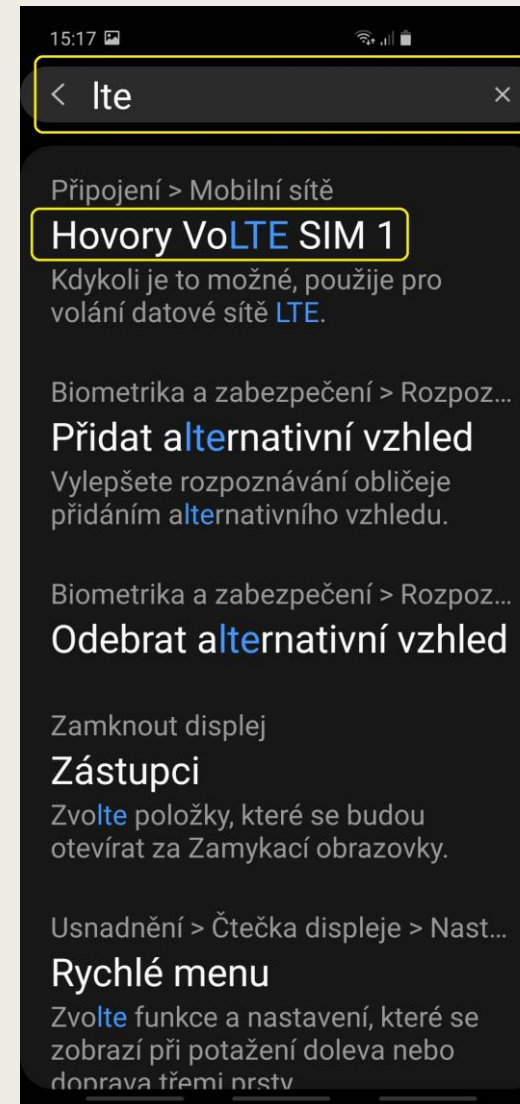 15:17
lte
Připojení > Mobilní sítě
Hovory VoLTE SIM 1
Kdykoli je to možné, použije pro
volání datové sítě LTE.
Biometrika a zabezpečení > Rozpoz...
Přidat alternativní vzhled
Vylepšete rozpoznávání obličeje
přidáním alternativního vzhledu.
Biometrika a zabezpečení > Rozpoz...
Odebrat alternativní vzhled
Zamknout displej
Zástupci
Zvolte položky, které se budou
otevírat za Zamykací obrazovky.
Usnadnění > Čtečka displeje > Nast...
Rychlé menu
Zvolte funkce a nastavení, které se
zobrazí při potažení doleva nebo
doprava třemi prsty